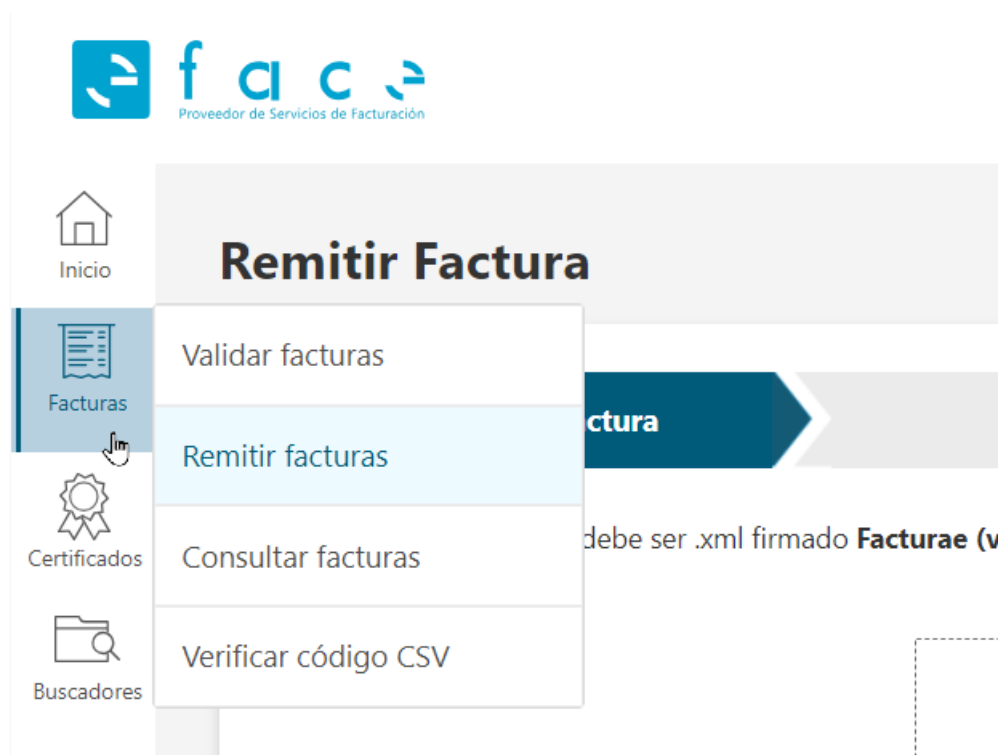 face
Proveedor de Servicios de Facturación
Inicio
Remitir Factura
Facturas
Validar facturas
Remitir facturas
Consultar facturas
Verificar código CSV
ctura
debe ser .xml firmado Facturae (v
Certificados
Buscadores